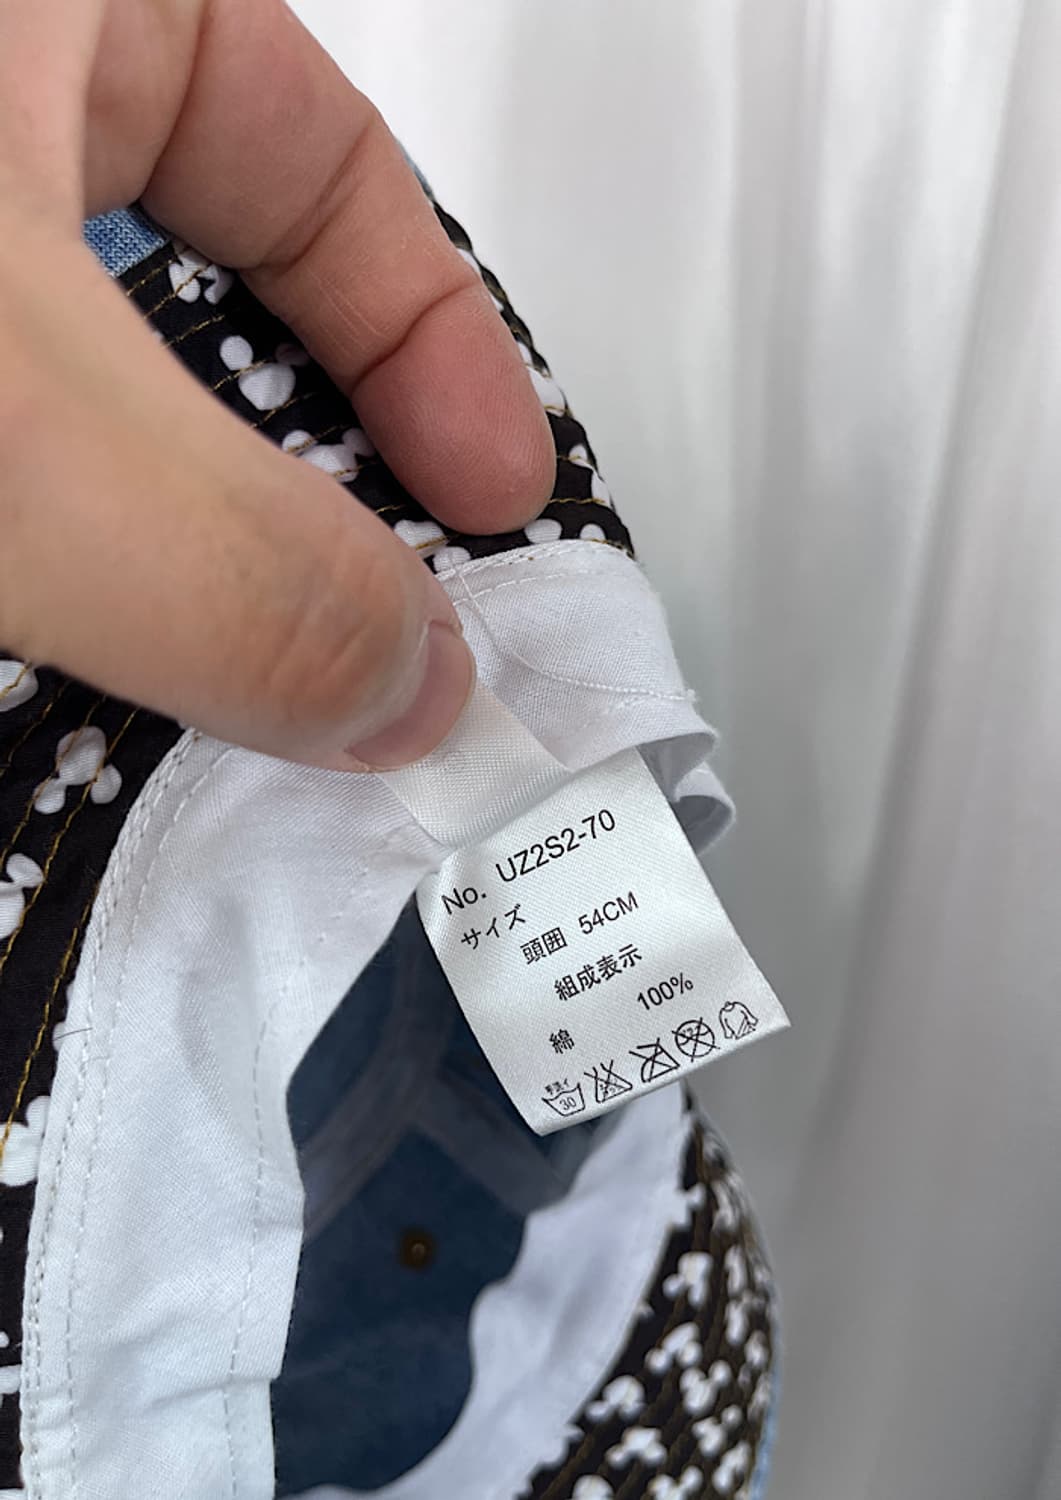 No. UZ2S2-70
サイズ
頭囲 54CM
組成表示
綿 100%
手洗イ
30